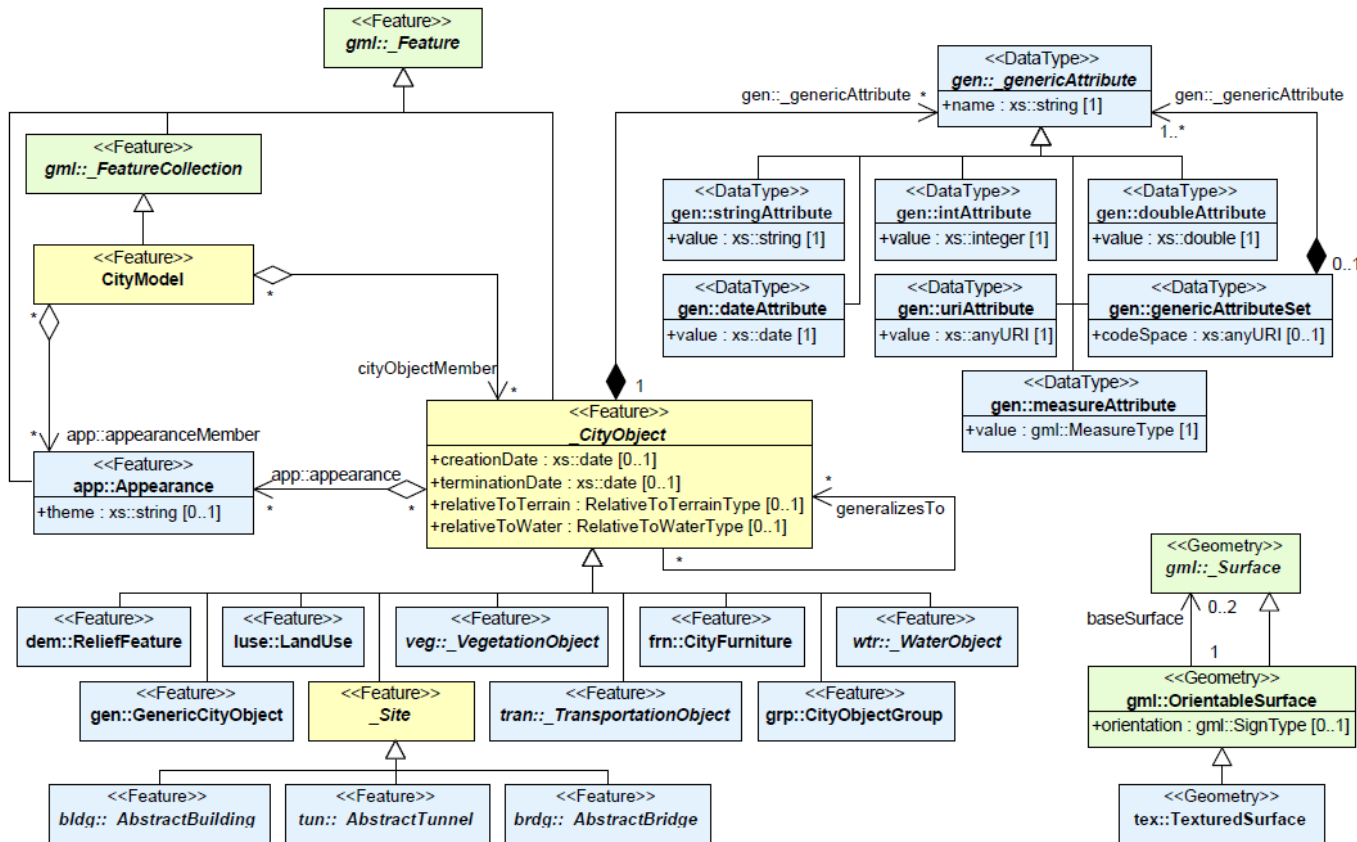 <<Feature>>
gml::_Feature
<<DataType>>
gen::_genericAttribute
+name : xs::string [1]
gen::_genericAttribute
*
gen::_genericAttribute
1..*
<<Feature>>
gml::_FeatureCollection
<<DataType>>
gen::stringAttribute
+value : xs::string [1]
<<DataType>>
gen::intAttribute
+value : xs::integer [1]
<<DataType>>
gen::doubleAttribute
+value : xs::double [1]
<<Feature>>
CityModel
*
*
0..1
<<DataType>>
gen::dateAttribute
+value : xs::date [1]
<<DataType>>
gen::uriAttribute
+value : xs::anyURI [1]
<<DataType>>
gen::genericAttributeSet
+codeSpace : xs:anyURI [0..1]
<<DataType>>
gen::measureAttribute
+value : gml::MeasureType [1]
cityObjectMember
*
1
*
app::appearanceMember
<<Feature>>
app::Appearance
+theme : xs::string [0..1]
app::appearance
*
*
<<Feature>>
_CityObject
+creationDate : xs::date [0..1]
+terminationDate : xs::date [0..1]
+relativeToTerrain : RelativeToTerrainType [0..1]
+relativeToWater : RelativeToWaterType [0..1]
*
generalizesTo
*
<<Geometry>>
gml::_Surface
baseSurface
0..2
1
<<Geometry>>
gml::OrientableSurface
+orientation : gml::SignType [0..1]
<<Geometry>>
tex::TexturedSurface
<<Feature>>
dem::ReliefFeature
<<Feature>>
luse::LandUse
<<Feature>>
veg::_VegetationObject
<<Feature>>
frn::CityFurniture
<<Feature>>
wtr::_WaterObject
<<Feature>>
gen::GenericCityObject
<<Feature>>
_Site
<<Feature>>
tran::_TransportationObject
<<Feature>>
grp::CityObjectGroup
<<Feature>>
bldg::_AbstractBuilding
<<Feature>>
tun::_AbstractTunnel
<<Feature>>
brdg::_AbstractBridge